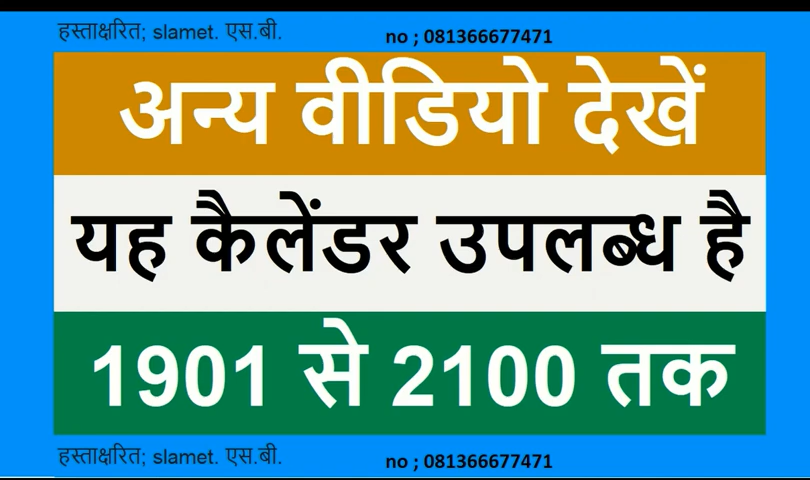 हस्ताक्षरित; slamet. एस.बी. no ; 081366677471
अन्य वीडियो देखें
यह कैलेंडर उपलब्ध है
1901 से 2100 तक
हस्ताक्षरित; slamet. एस.बी. no ; 081366677471